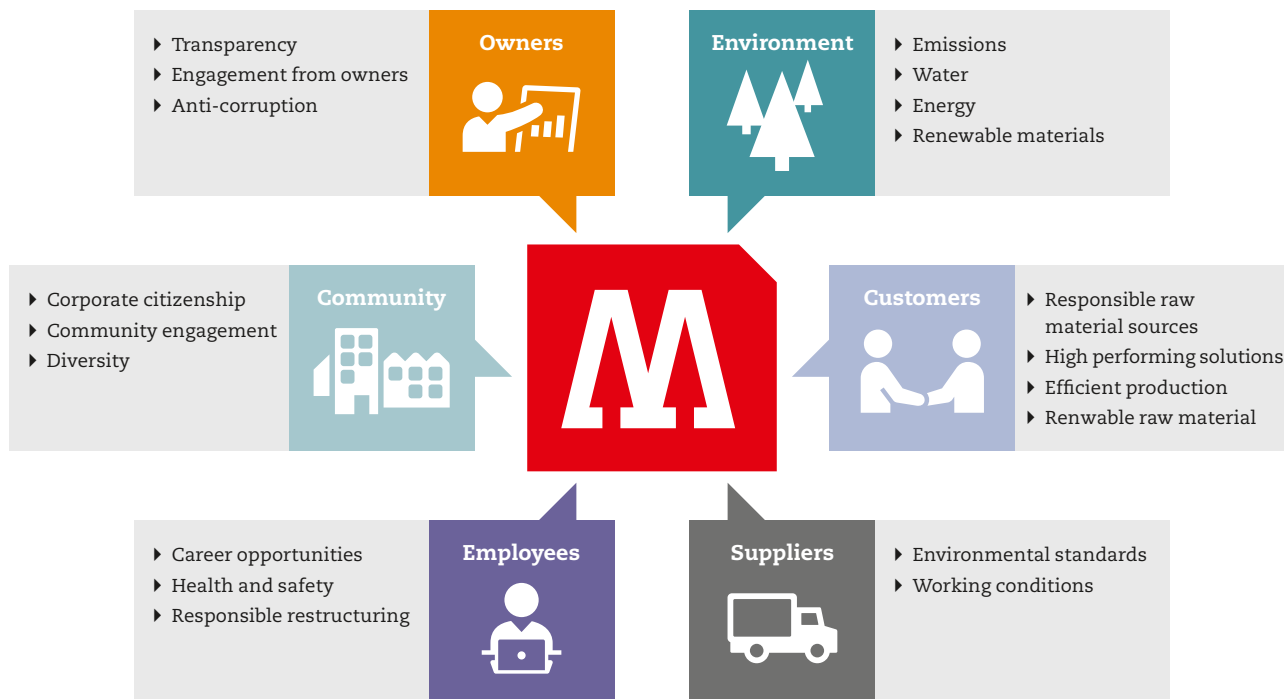 Owners
Transparency
Engagement from owners
Anti-corruption
Environment
Emissions
Water
Energy
Renewable materials
Community
Corporate citizenship
Community engagement
Diversity
M
Customers
Responsible raw
material sources
High performing solutions
Efficient production
Renwable raw material
Employees
Career opportunities
Health and safety
Responsible restructuring
Suppliers
Environmental standards
Working conditions